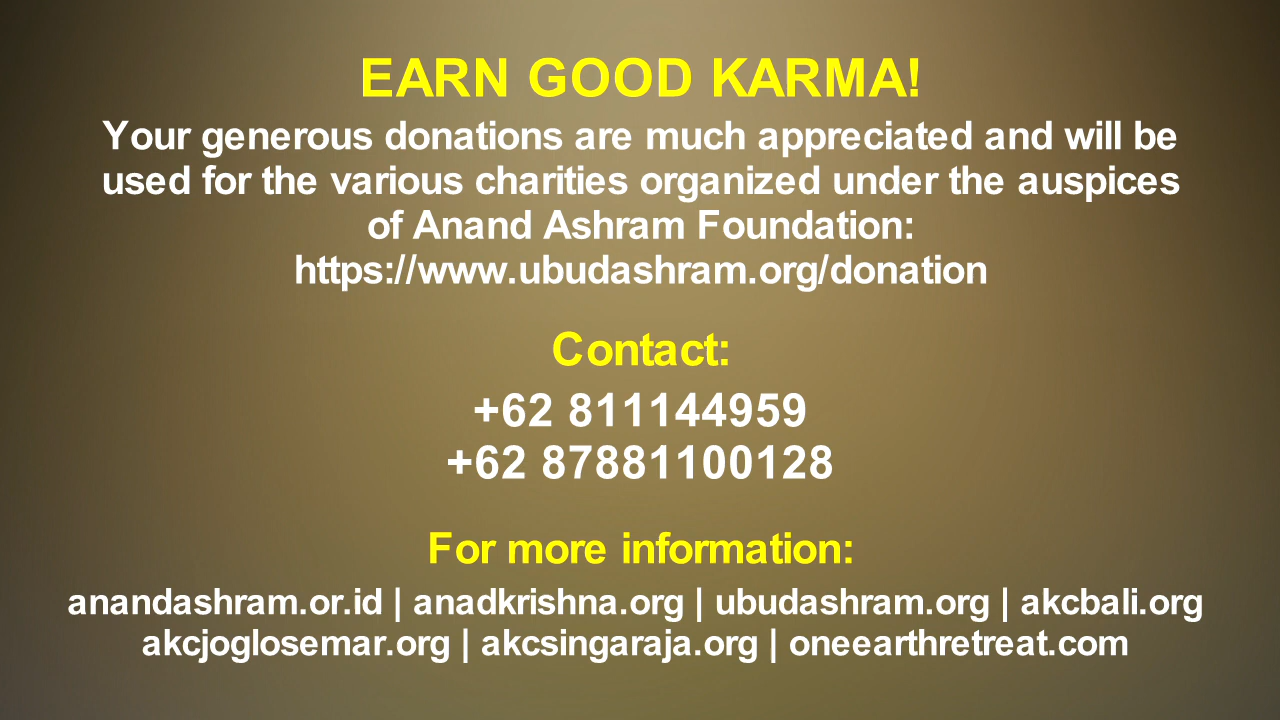 EARN GOOD KARMA!
Your generous donations are much appreciated and will be
used for the various charities organized under the auspices
of Anand Ashram Foundation:
https://www.ubudashram.org/donation
Contact:
+62 811144959
+62 87881100128
For more information:
anandashram.or.id | anadkrishna.org | ubudashram.org | akcbali.org
akcjoglosemar.org | akcsingaraja.org | oneearthretreat.com